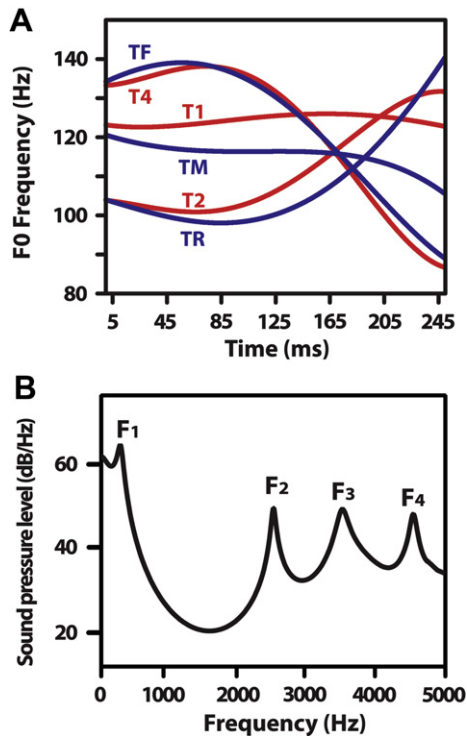 A
F0 Frequency (Hz)
140
120
100
80
TF
T4
T1
TM
T2
TR
5 45 85 125 165 205 245
Time (ms)
B
Sound pressure level (dB/Hz)
60
40
20
F1
F2
F3
F4
0 1000 2000 3000 4000 5000
Frequency (Hz)